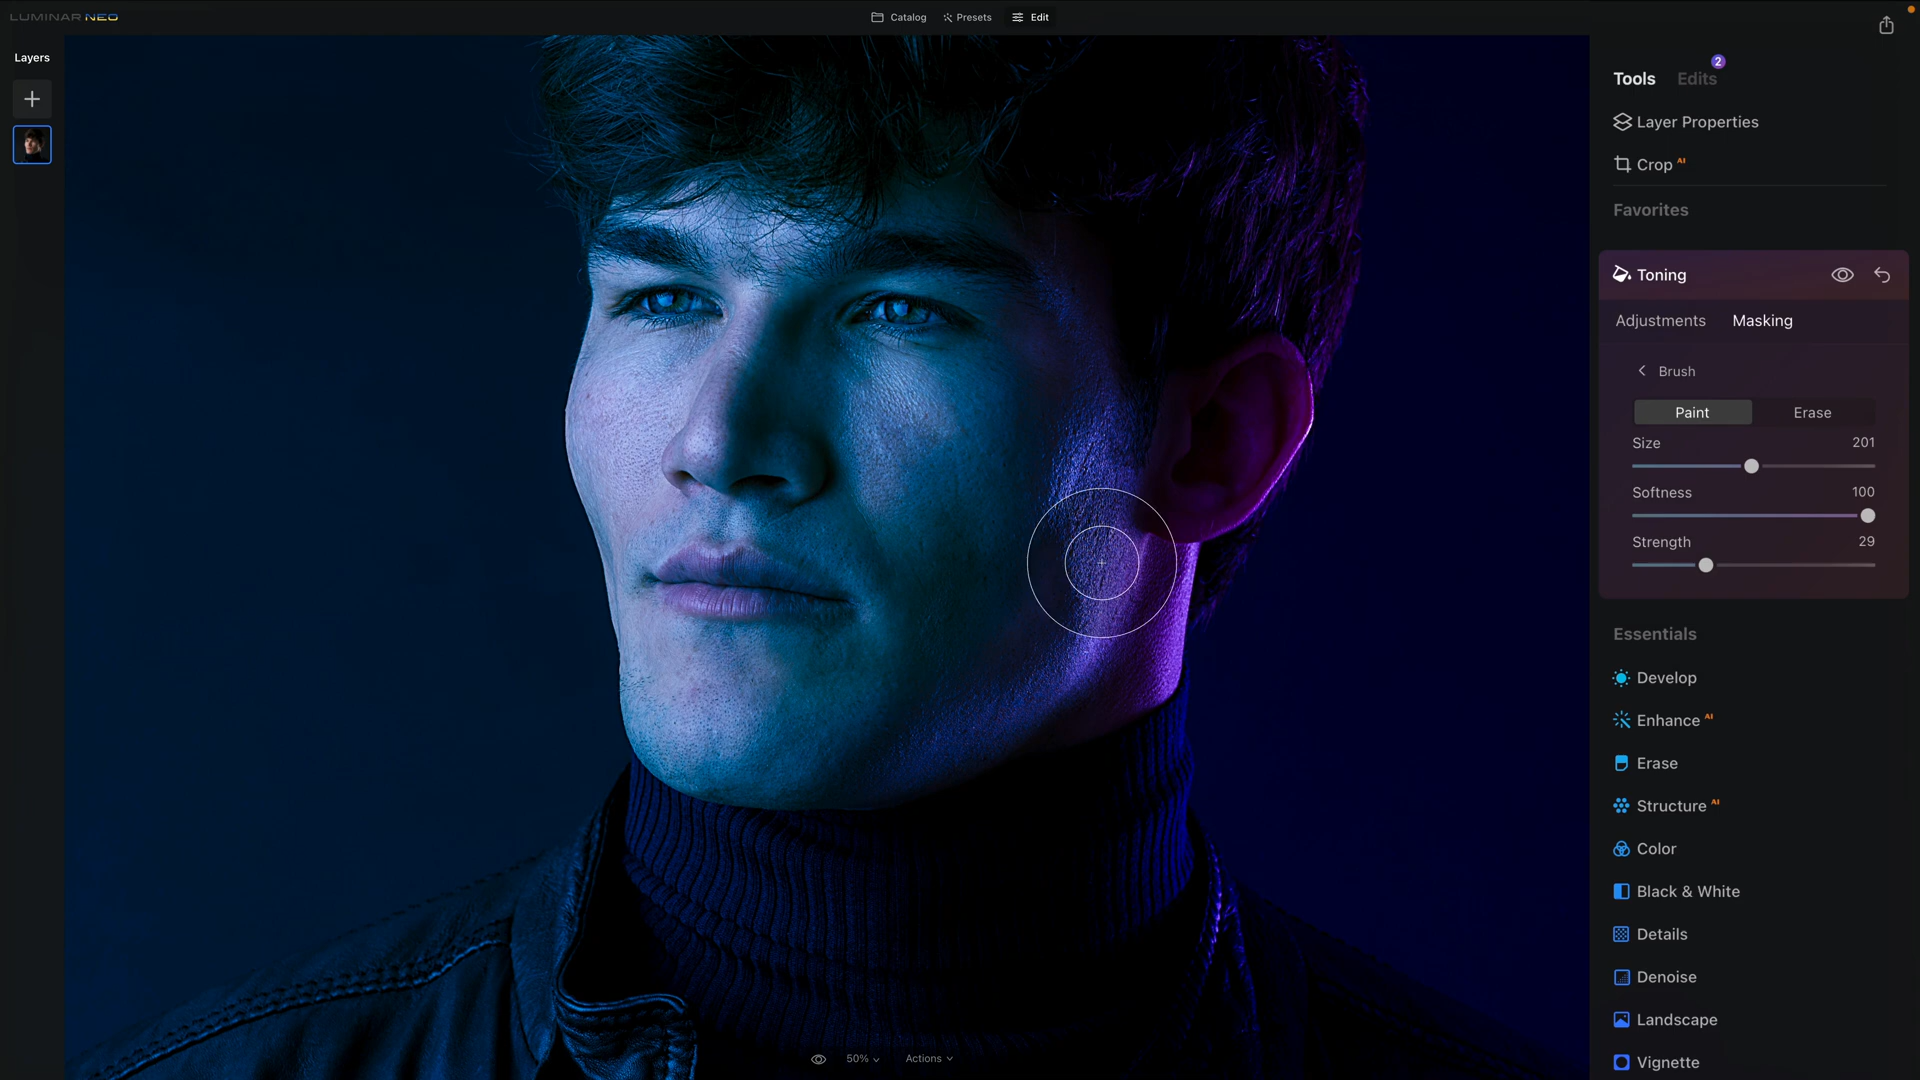 LUMINAR NEO
Catalog
Presets
Edit
Layers
2
Tools
Edits
Layer Properties
Crop AI
Favorites
Toning
Adjustments
Masking
Brush
Paint
Erase
Size
201
Softness
100
Strength
29
Essentials
Develop
Enhance AI
Erase
Structure AI
Color
Black & White
Details
Denoise
Landscape
Vignette
50%
Actions